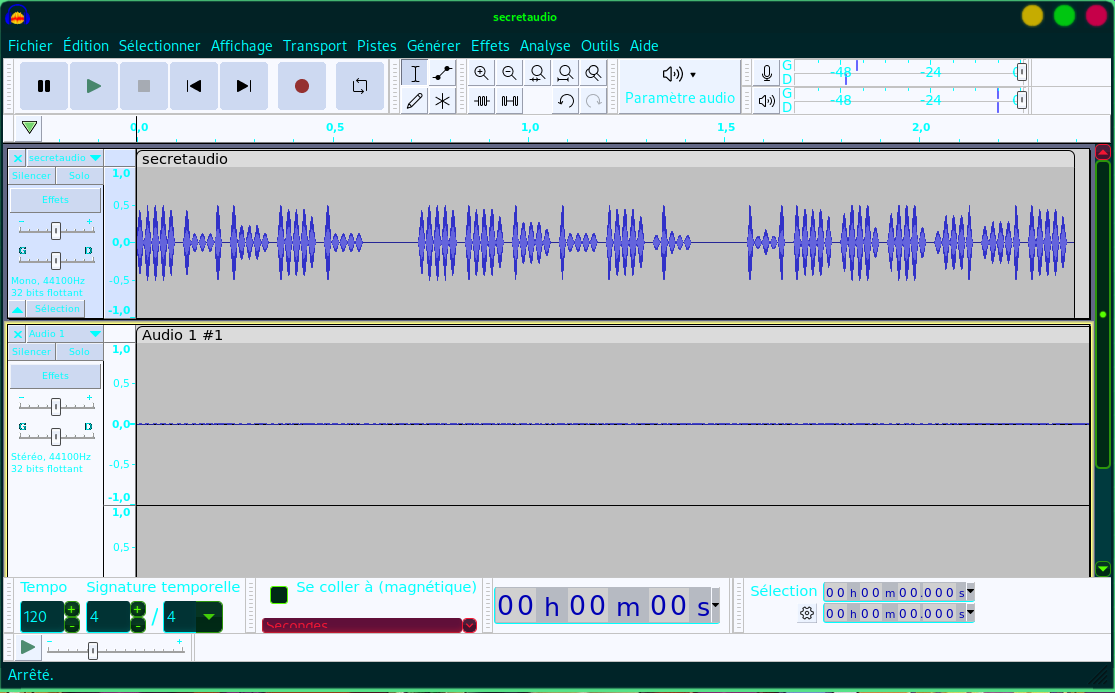 secretaudio
Fichier Édition Sélectionner Affichage Transport Pistes Générer Effets Analyse Outils Aide
Paramètre audio
G
D
-48 -24 0
G
D
-48 -24 0
0,0 0,5 1,0 1,5 2,0
secretaudio
Silencer Solo
Effets
G D
Mono, 44100Hz
32 bits flottant
Sélection
1,0
0,5
0,0
-0,5
-1,0
secretaudio
Audio 1
Silencer Solo
Effets
G D
Stéréo, 44100Hz
32 bits flottant
1,0
0,5
0,0
-0,5
-1,0
1,0
0,5
Audio 1 #1
Tempo Signature temporelle
120 4 / 4
Se coller à (magnétique)
Secondes
00 h 00 m 00 s
Sélection
00 h 00 m 00.000 s
00 h 00 m 00.000 s
Arrêté.